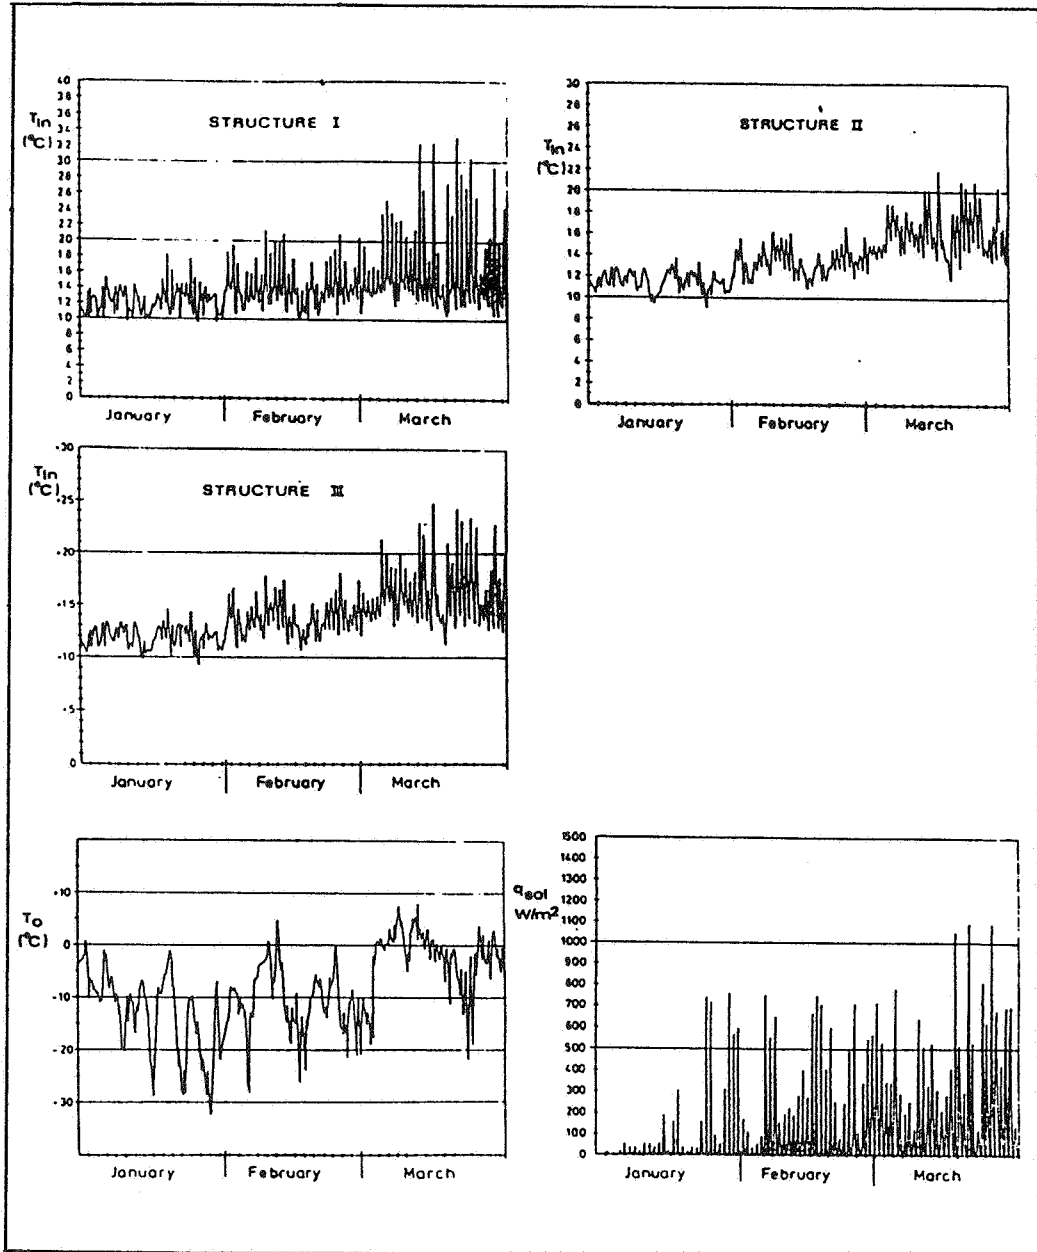 STRUCTURE I
T_in
(°C)
40
38
36
34
32
30
28
26
24
22
20
18
16
14
12
10
8
6
4
2
0
January
February
March
STRUCTURE II
T_in
(°C)
30
28
26
24
22
20
18
16
14
12
10
8
6
4
2
0
January
February
March
STRUCTURE III
T_in
(°C)
+30
+25
+20
+15
+10
+5
0
January
February
March
T_o
(°C)
+10
0
-10
-20
-30
January
February
March
q_sol
W/m²
1500
1400
1300
1200
1100
1000
900
800
700
600
500
400
300
200
100
0
January
February
March